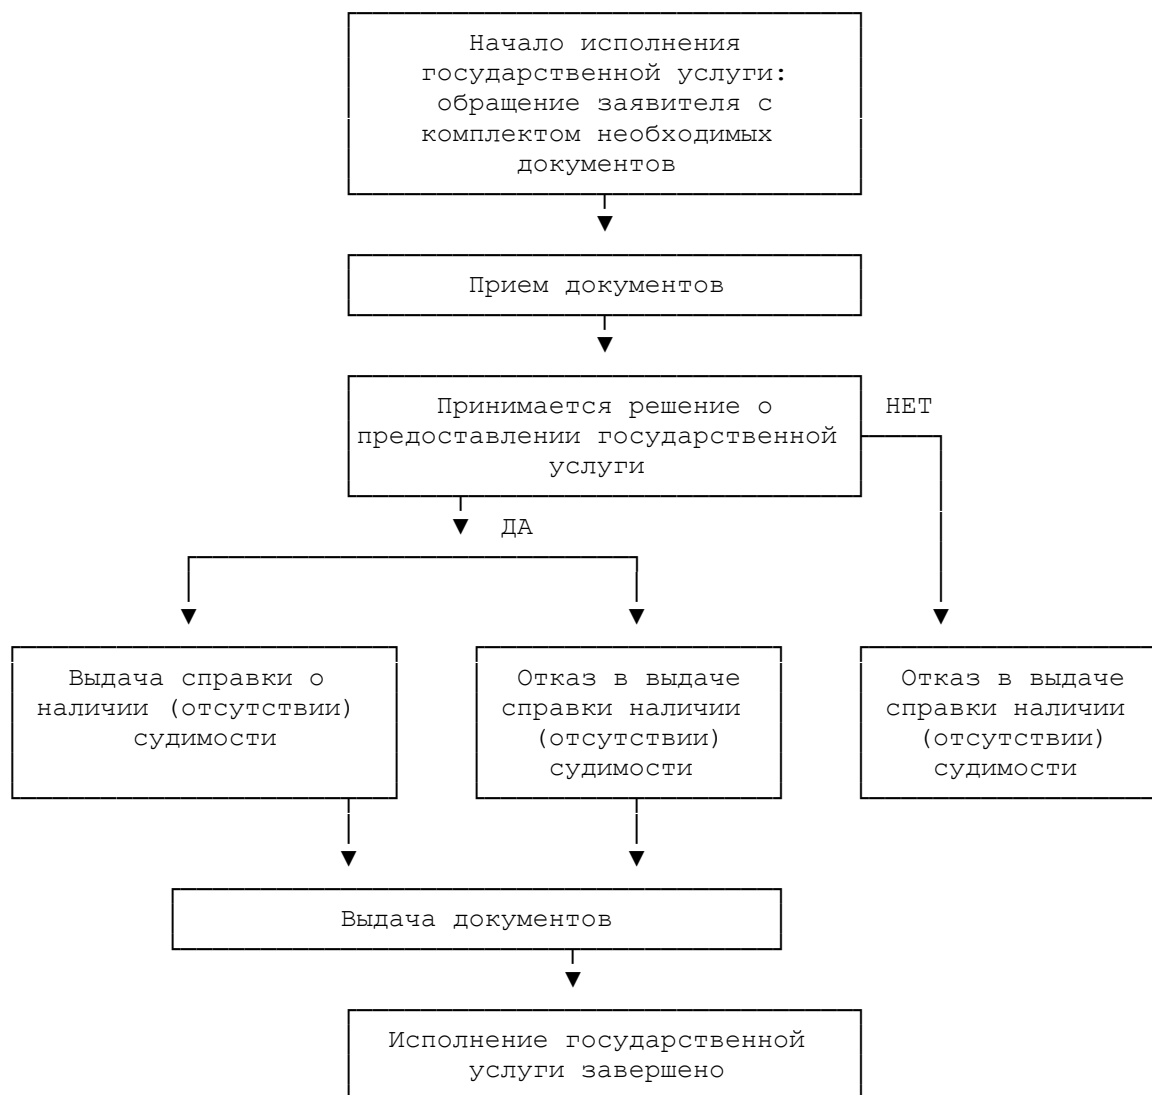 Начало исполнения
государственной услуги:
обращение заявителя с
комплектом необходимых
документов
Прием документов
Принимается решение о
предоставлении государственной
услуги
НЕТ
ДА
Выдача справки о
наличии (отсутствии)
судимости
Отказ в выдаче
справки наличии
(отсутствии)
судимости
Отказ в выдаче
справки наличии
(отсутствии)
судимости
Выдача документов
Исполнение государственной
услуги завершено